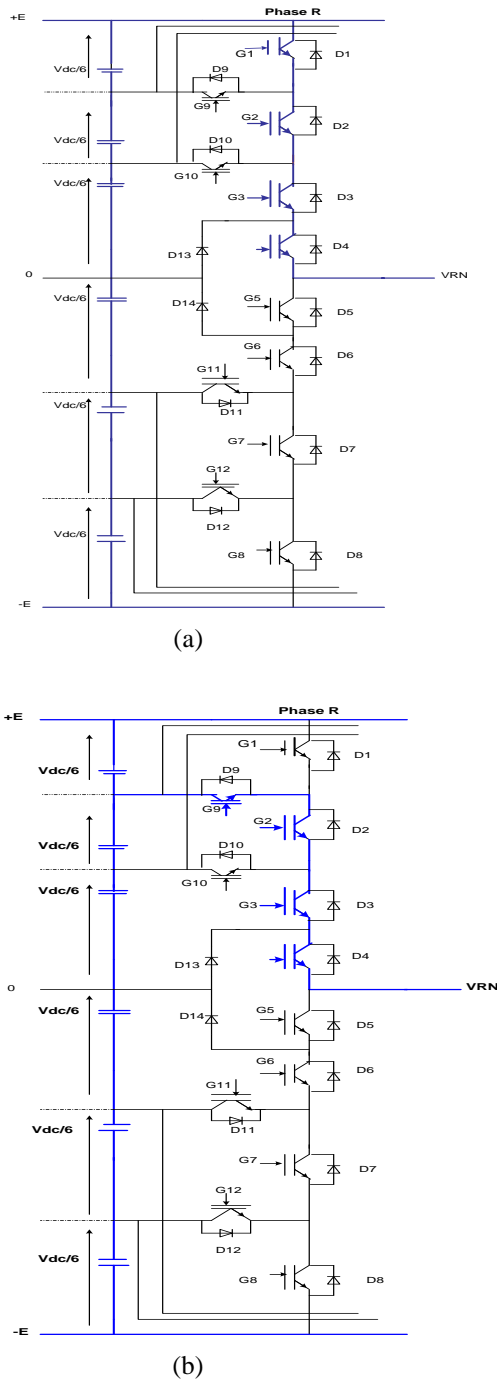 Phase R
+E
G1
D1
Vdc/6
D9
G9
G2
D2
Vdc/6
D10
G10
Vdc/6
G3
D3
D13
D4
0
VRN
D14
G5
D5
Vdc/6
G6
D6
G11
D11
Vdc/6
G7
D7
G12
D12
Vdc/6
G8
D8
-E
(a)
Phase R
+E
G1
D1
Vdc/6
D9
G9
G2
D2
Vdc/6
D10
G10
Vdc/6
G3
D3
D13
D4
0
VRN
D14
G5
D5
Vdc/6
G6
D6
G11
D11
Vdc/6
G7
D7
G12
D12
Vdc/6
G8
D8
-E
(b)